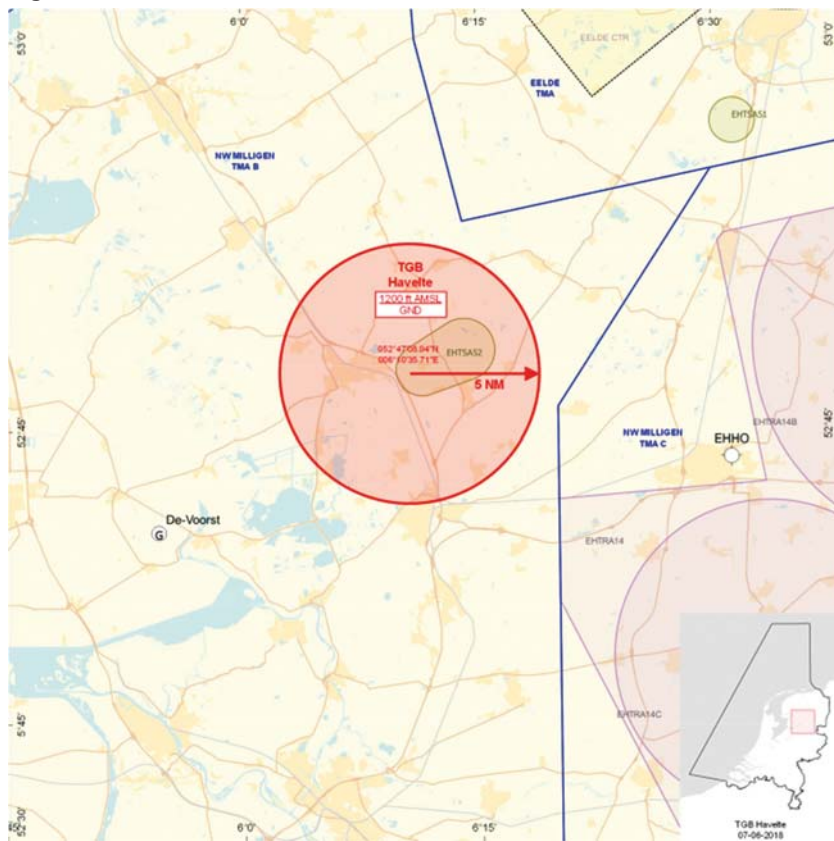 6°0'
6°15'
6°30'
53°0'
53°0'
EELDE CTR
EELDE
TMA
EHTSA51
NW MILLIGEN
TMA B
TGB
Havelte
1200 ft AMSL
GND
EHTSA52
052°47'08.94"N
006°10'35.71"E
5 NM
52°45'
52°45'
NW MILLIGEN
TMA C
EHHO
EHTRA14B
De-Voorst
G
EHTRA14
EHTRA14C
5°45'
52°30'
6°0'
6°15'
TGB Havelte
07-06-2018